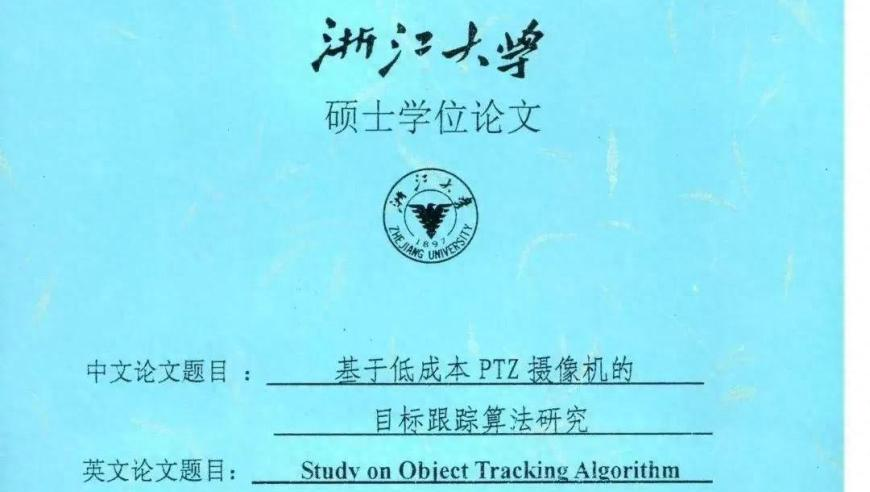 浙江大学
硕士学位论文
浙江大学
ZHEJIANG UNIVERSITY
1897
中文论文题目： 基于低成本 PTZ 摄像机的
目标跟踪算法研究
英文论文题目： Study on Object Tracking Algorithm